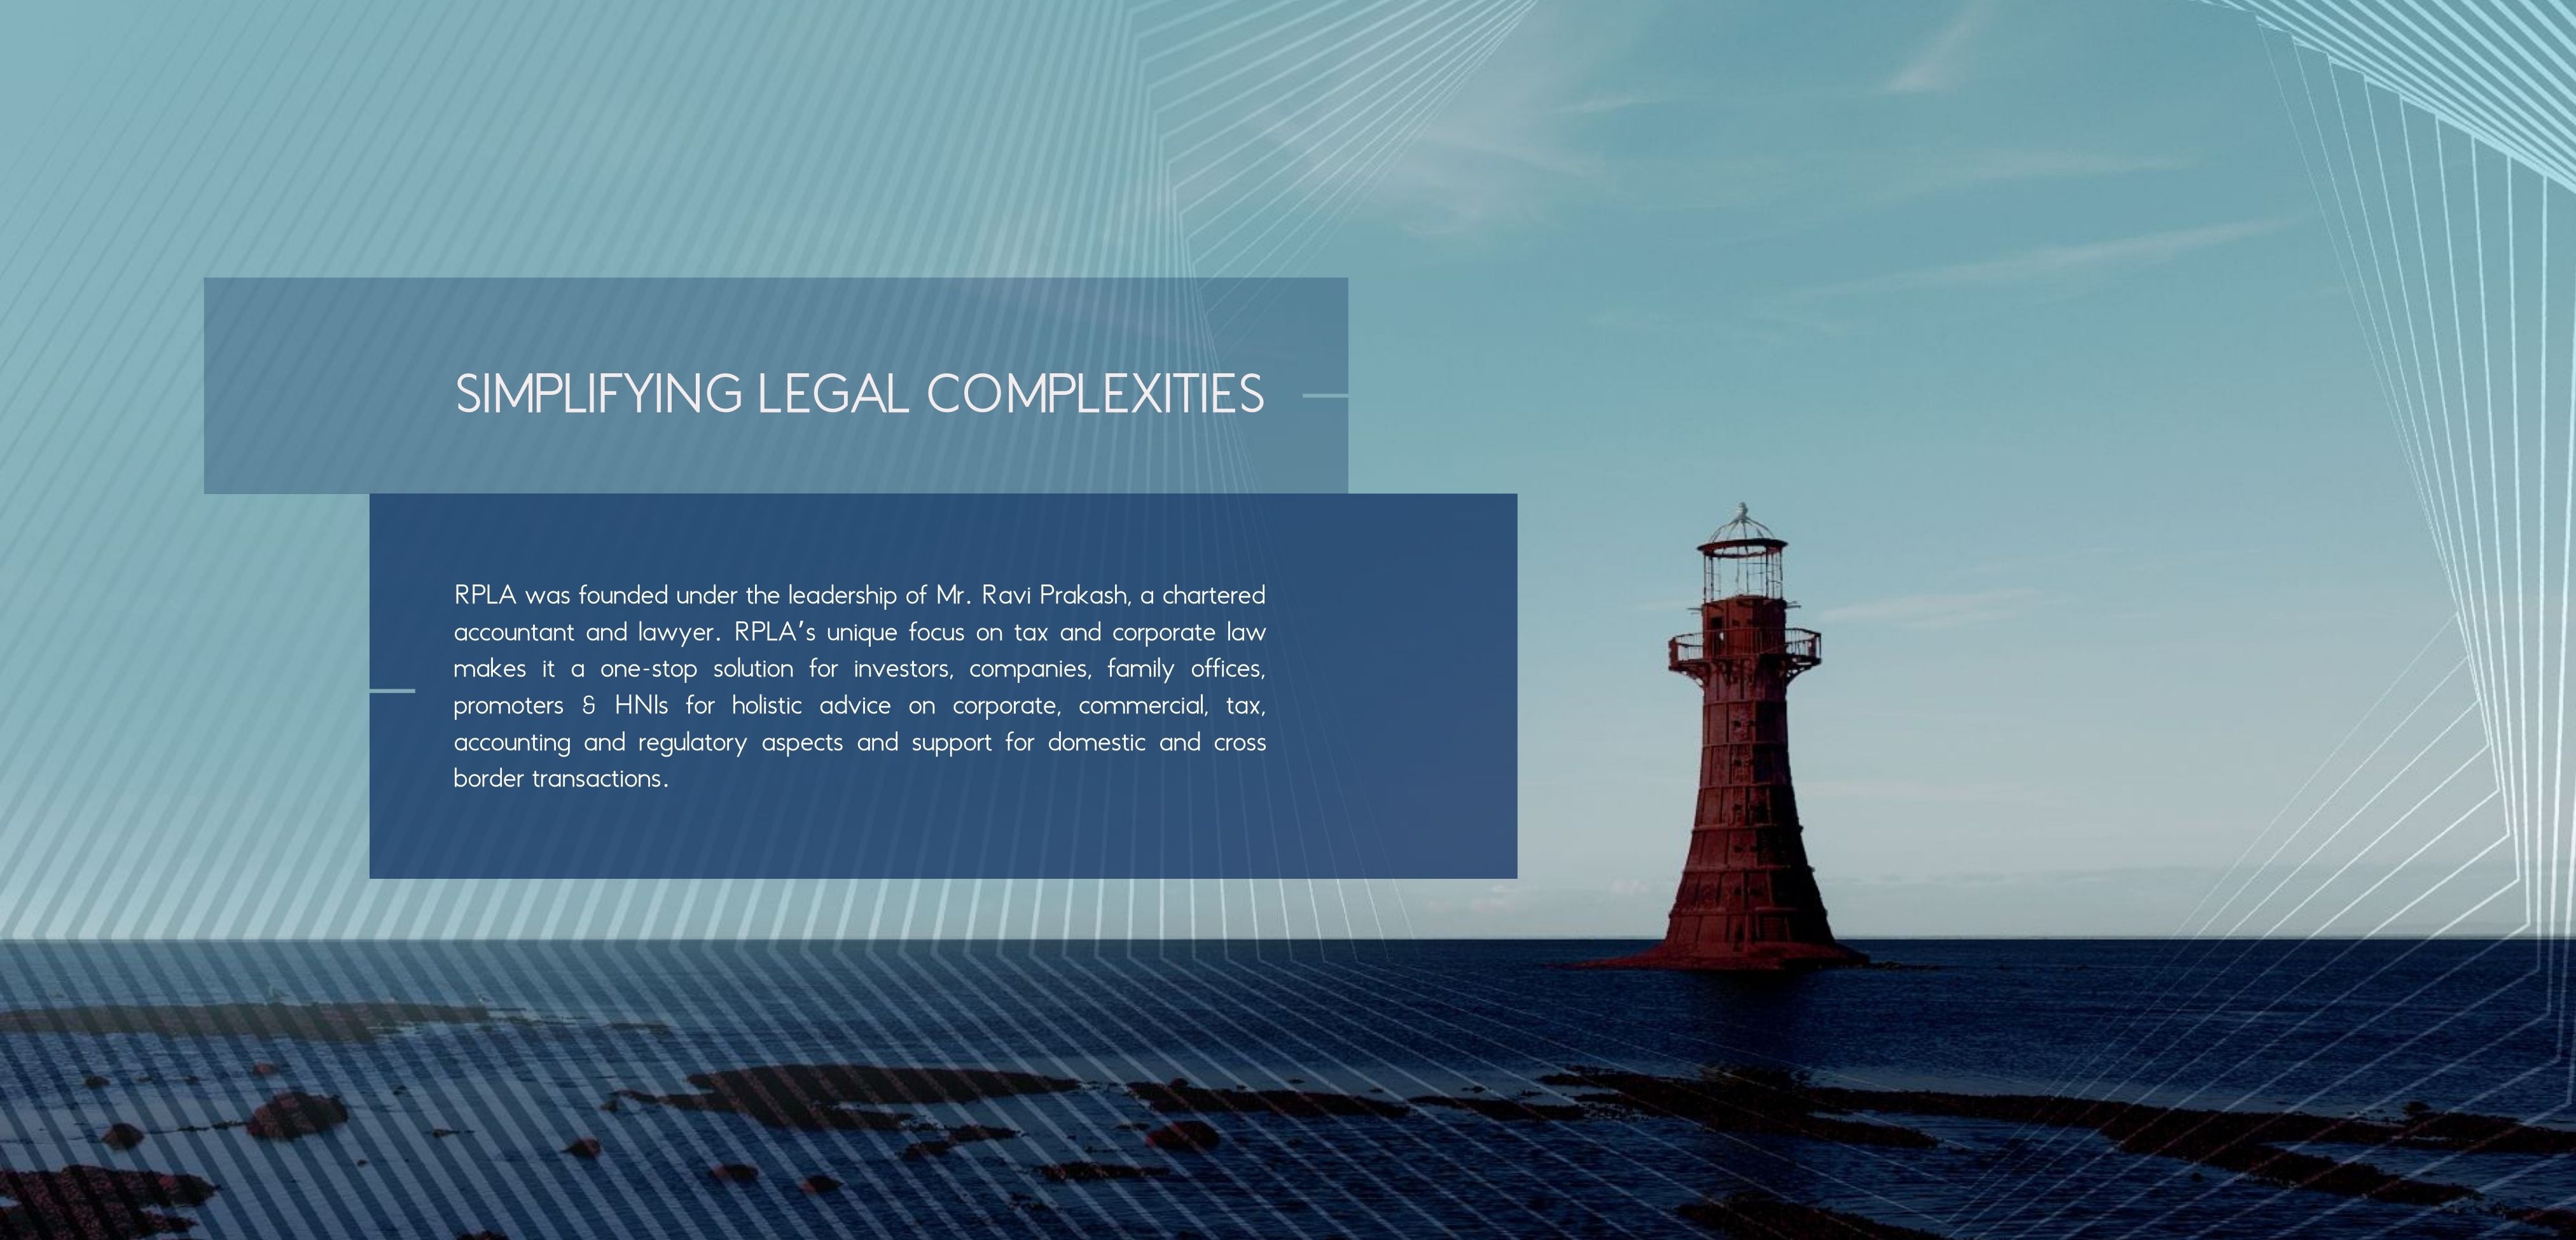 SIMPLIFYING LEGAL COMPLEXITIES
RPLA was founded under the leadership of Mr. Ravi Prakash, a chartered
accountant and lawyer. RPLA's unique focus on tax and corporate law
makes it a one-stop solution for investors, companies, family offices,
promoters & HNIs for holistic advice on corporate, commercial, tax,
accounting and regulatory aspects and support for domestic and cross
border transactions.